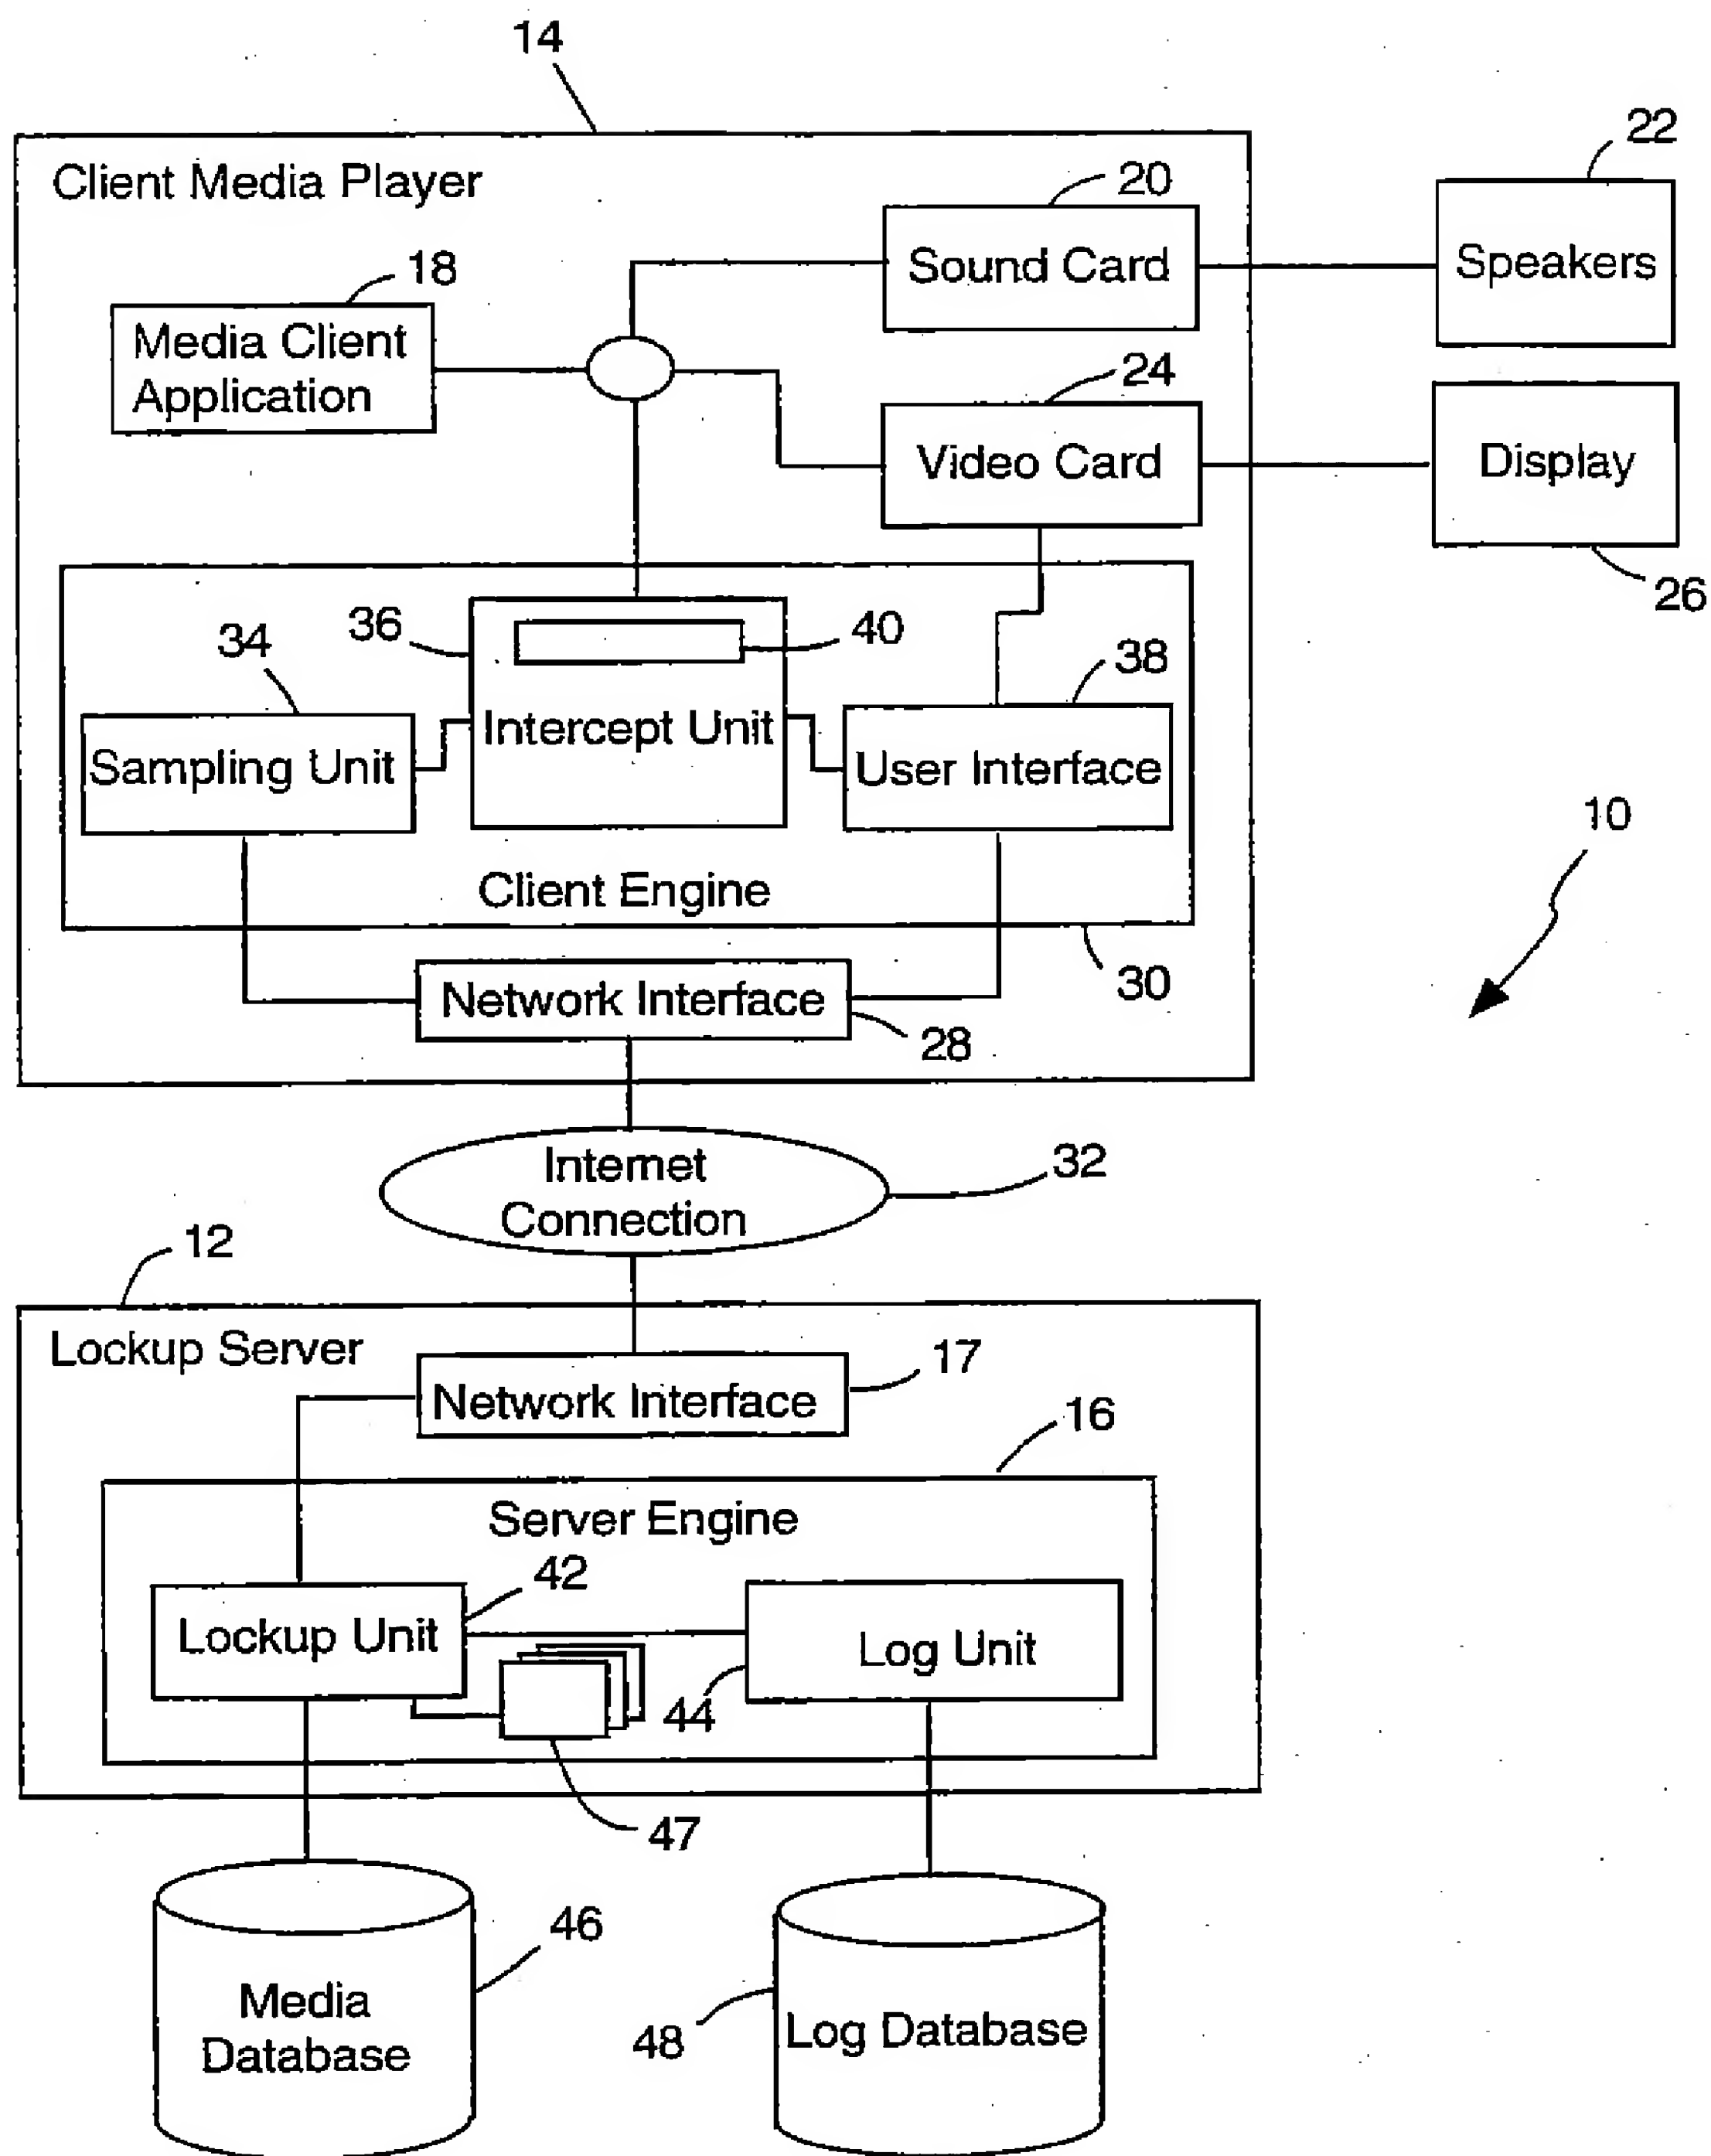 14
22
Client Media Player
20
18
Sound Card
Speakers
Media Client
Application
24
Video Card
Display
26
36
40
34
38
Intercept Unit
Sampling Unit
User Interface
10
Client Engine
30
Network Interface
28
Internet
Connection
32
12
Lockup Server
17
Network Interface
16
Server Engine
42
Lockup Unit
Log Unit
44
47
46
Media
Database
48
Log Database